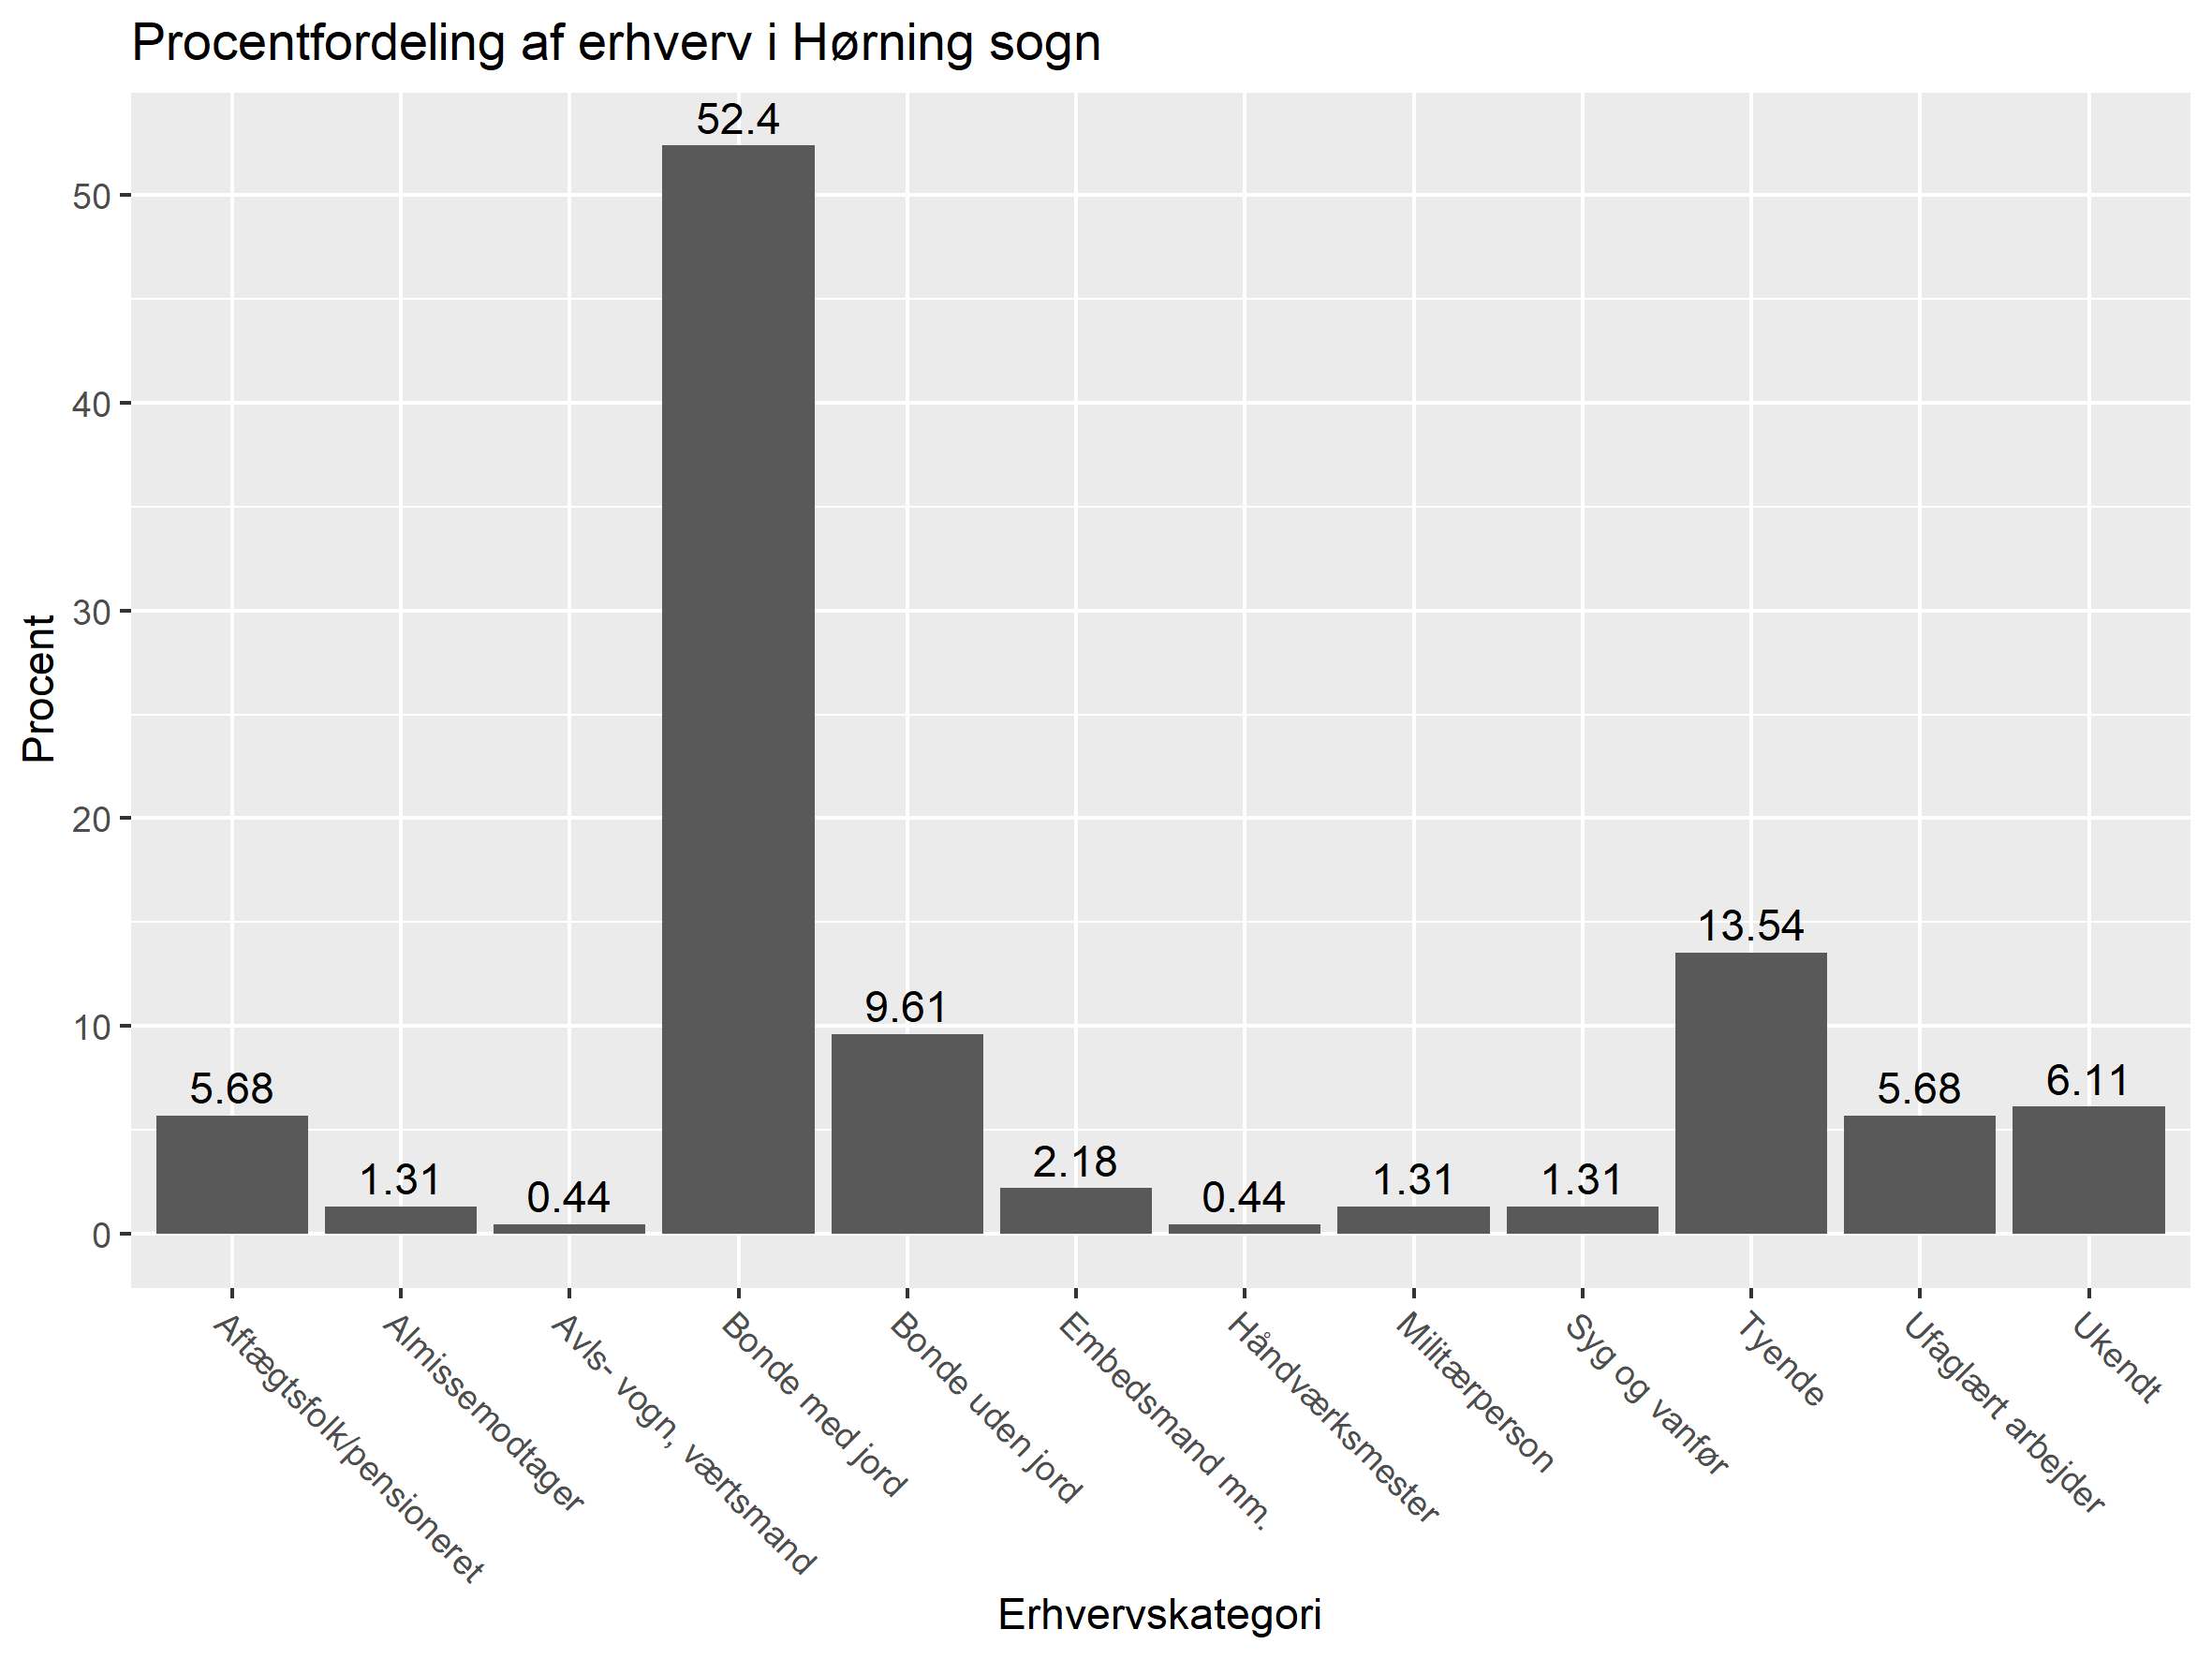 Procentfordeling af erhverv i Hørning sogn
Procent
50
40
30
20
10
0
5.68
1.31
0.44
52.4
9.61
2.18
0.44
1.31
1.31
13.54
5.68
6.11
Aftægtsfolk/pensioneret
Almissemodtager
Avls- vogn, værtsmand
Bonde med jord
Bonde uden jord
Embedsmand mm.
Håndværksmester
Militærperson
Syg og vanfør
Tyende
Ufaglært arbejder
Ukendt
Erhvervskategori